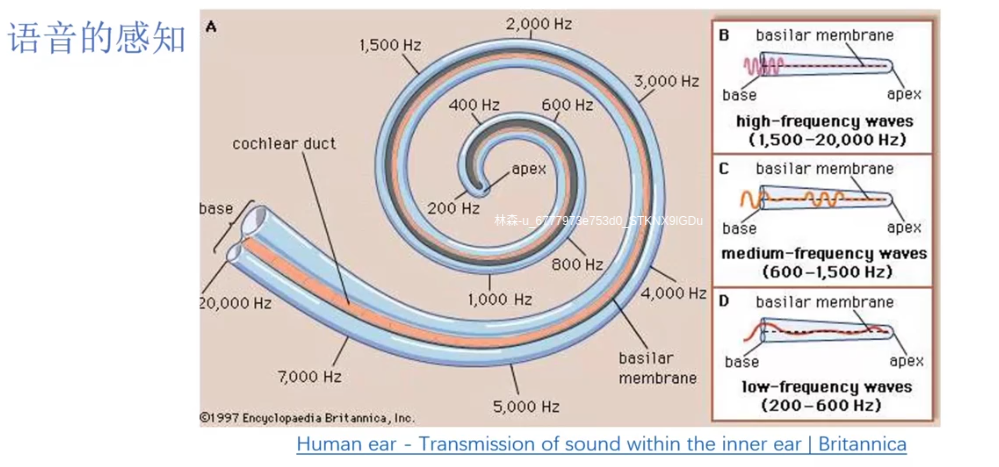 语音的感知
A
2,000 Hz
1,500 Hz
3,000 Hz
400 Hz
600 Hz
cochlear duct
apex
200 Hz
base
林森-u_6777973e753d0_STKNX9IGDu
800 Hz
1,000 Hz
4,000 Hz
20,000 Hz
7,000 Hz
5,000 Hz
basilar
membrane
©1997 Encyclopaedia Britannica, Inc.
B
basilar membrane
base
apex
high-frequency waves
(1,500–20,000 Hz)
C
basilar membrane
base
apex
medium-frequency waves
(600–1,500 Hz)
D
basilar membrane
base
apex
low-frequency waves
(200–600 Hz)
Human ear - Transmission of sound within the inner ear | Britannica